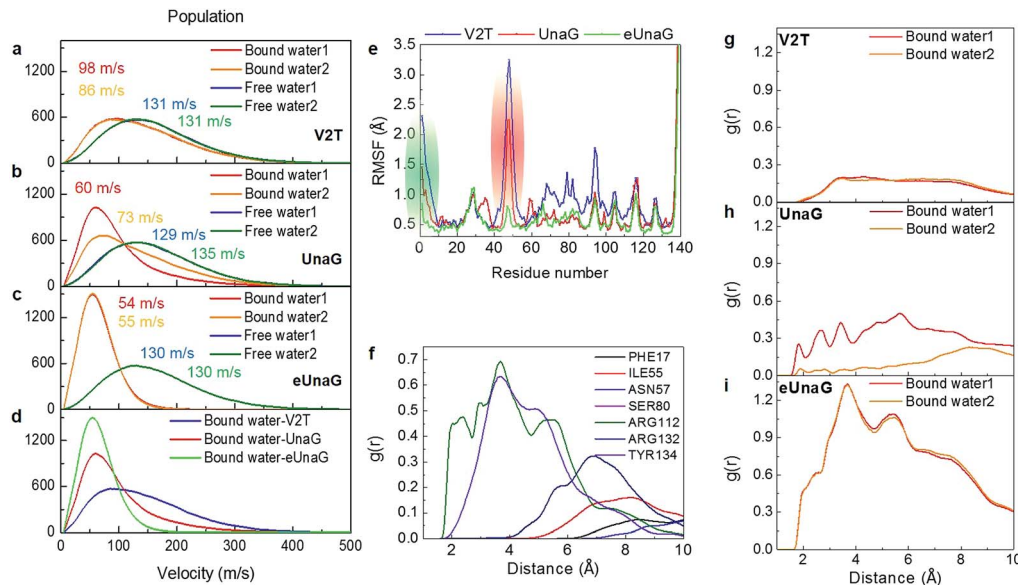 Population
a
1200
600
0
98 m/s
86 m/s
131 m/s
131 m/s
Bound water1
Bound water2
Free water1
Free water2
V2T
b
1200
600
0
60 m/s
73 m/s
129 m/s
135 m/s
Bound water1
Bound water2
Free water1
Free water2
UnaG
c
1200
600
0
54 m/s
55 m/s
130 m/s
130 m/s
Bound water1
Bound water2
Free water1
Free water2
eUnaG
d
1200
600
0
Bound water-V2T
Bound water-UnaG
Bound water-eUnaG
0 100 200 300 400 500
Velocity (m/s)
e
V2T UnaG eUnaG
3.5
3.0
2.5
2.0
1.5
1.0
0.5
RMSF (Å)
0 20 40 60 80 100 120 140
Residue number
f
0.7
0.6
0.5
0.4
0.3
0.2
0.1
0.0
g(r)
PHE17
ILE55
ASN57
SER80
ARG112
ARG132
TYR134
2 4 6 8 10
Distance (Å)
g
V2T
Bound water1
Bound water2
1.2
0.9
0.6
0.3
0.0
g(r)
h
UnaG
Bound water1
Bound water2
1.2
0.9
0.6
0.3
0.0
g(r)
i
eUnaG
Bound water1
Bound water2
1.2
0.9
0.6
0.3
0.0
g(r)
0 2 4 6 8 10
Distance (Å)